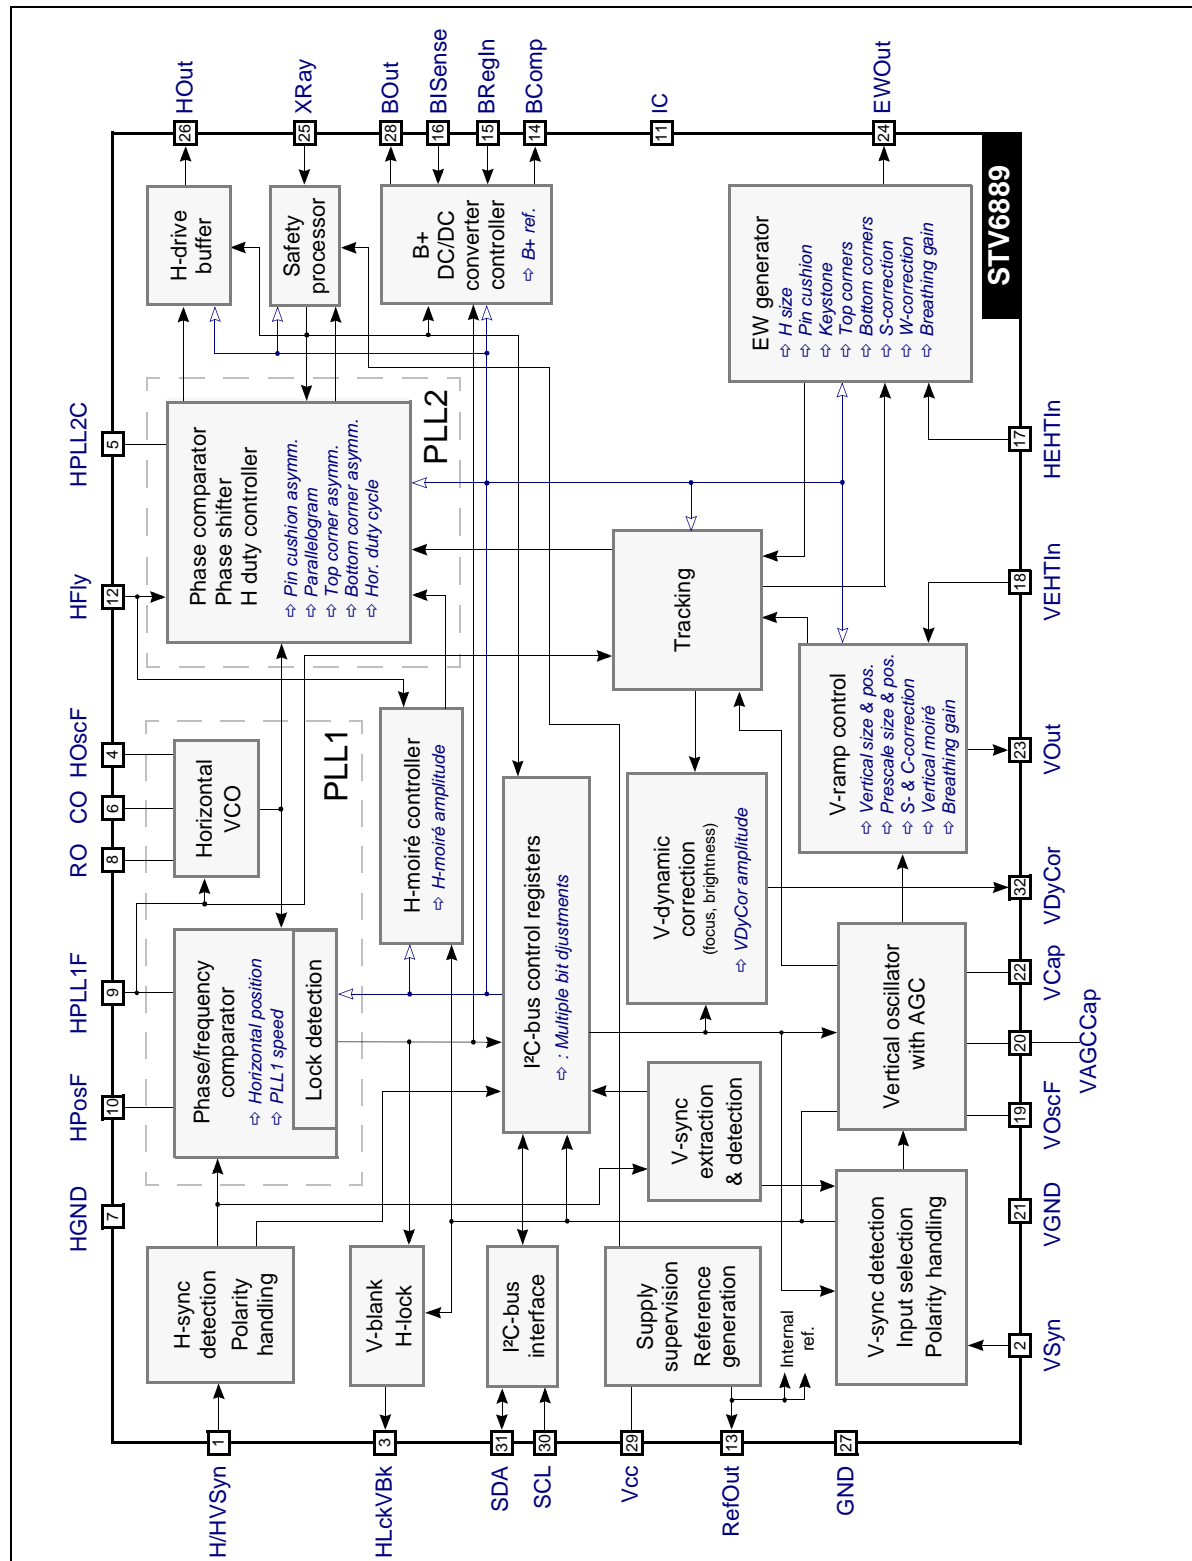 HGND
7
HPosF
10
HPLL1F
9
RO
8
CO
6
HOscF
4
HFly
12
HPLL2C
5
H/HVSyn
1
HLckVBk
3
SDA
31
SCL
30
Vcc
29
RefOut
13
GND
27
HOut
26
XRay
25
BOut
28
BISense
16
BRegIn
15
BComp
14
IC
11
EWOut
24
VSyn
2
VGND
21
VOscF
19
VAGCCap
20
VCap
22
VDyCor
32
VOut
23
VEHTIn
18
HEHTIn
17
H-sync
detection
Polarity
handling
Phase/frequency
comparator
⇨ Horizontal position
⇨ PLL1 speed
Lock detection
Horizontal
VCO
PLL1
Phase comparator
Phase shifter
H duty controller
⇨ Pin cushion asymm.
⇨ Parallelogram
⇨ Top corner asymm.
⇨ Bottom corner asymm.
⇨ Hor. duty cycle
PLL2
H-drive
buffer
Safety
processor
B+
DC/DC
converter
controller
⇨ B+ ref.
V-blank
H-lock
H-moiré controller
⇨ H-moiré amplitude
I²C-bus
interface
I²C-bus control registers
⇨ : Multiple bit djustments
Supply
supervision
Reference
generation
Internal
ref.
V-sync
extraction
& detection
V-dynamic
correction
(focus, brightness)
⇨ VDyCor amplitude
Tracking
EW generator
⇨ H size
⇨ Pin cushion
⇨ Keystone
⇨ Top corners
⇨ Bottom corners
⇨ S-correction
⇨ W-correction
⇨ Breathing gain
V-sync detection
Input selection
Polarity handling
Vertical oscillator
with AGC
V-ramp control
⇨ Vertical size & pos.
⇨ Prescale size & pos.
⇨ S- & C-correction
⇨ Vertical moiré
⇨ Breathing gain
STV6889